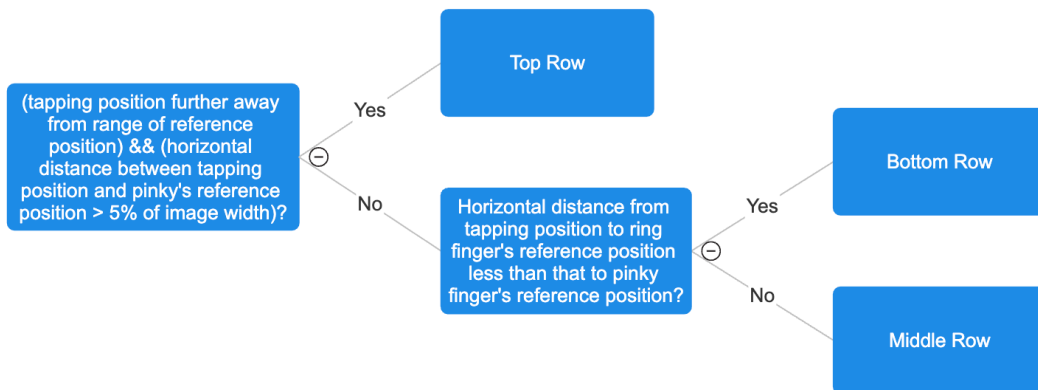 (tapping position further away
from range of reference
position) && (horizontal
distance between tapping
position and pinky's reference
position > 5% of image width)?
Yes
No
Top Row
Horizontal distance from
tapping position to ring
finger's reference position
less than that to pinky
finger's reference position?
Yes
No
Bottom Row
Middle Row